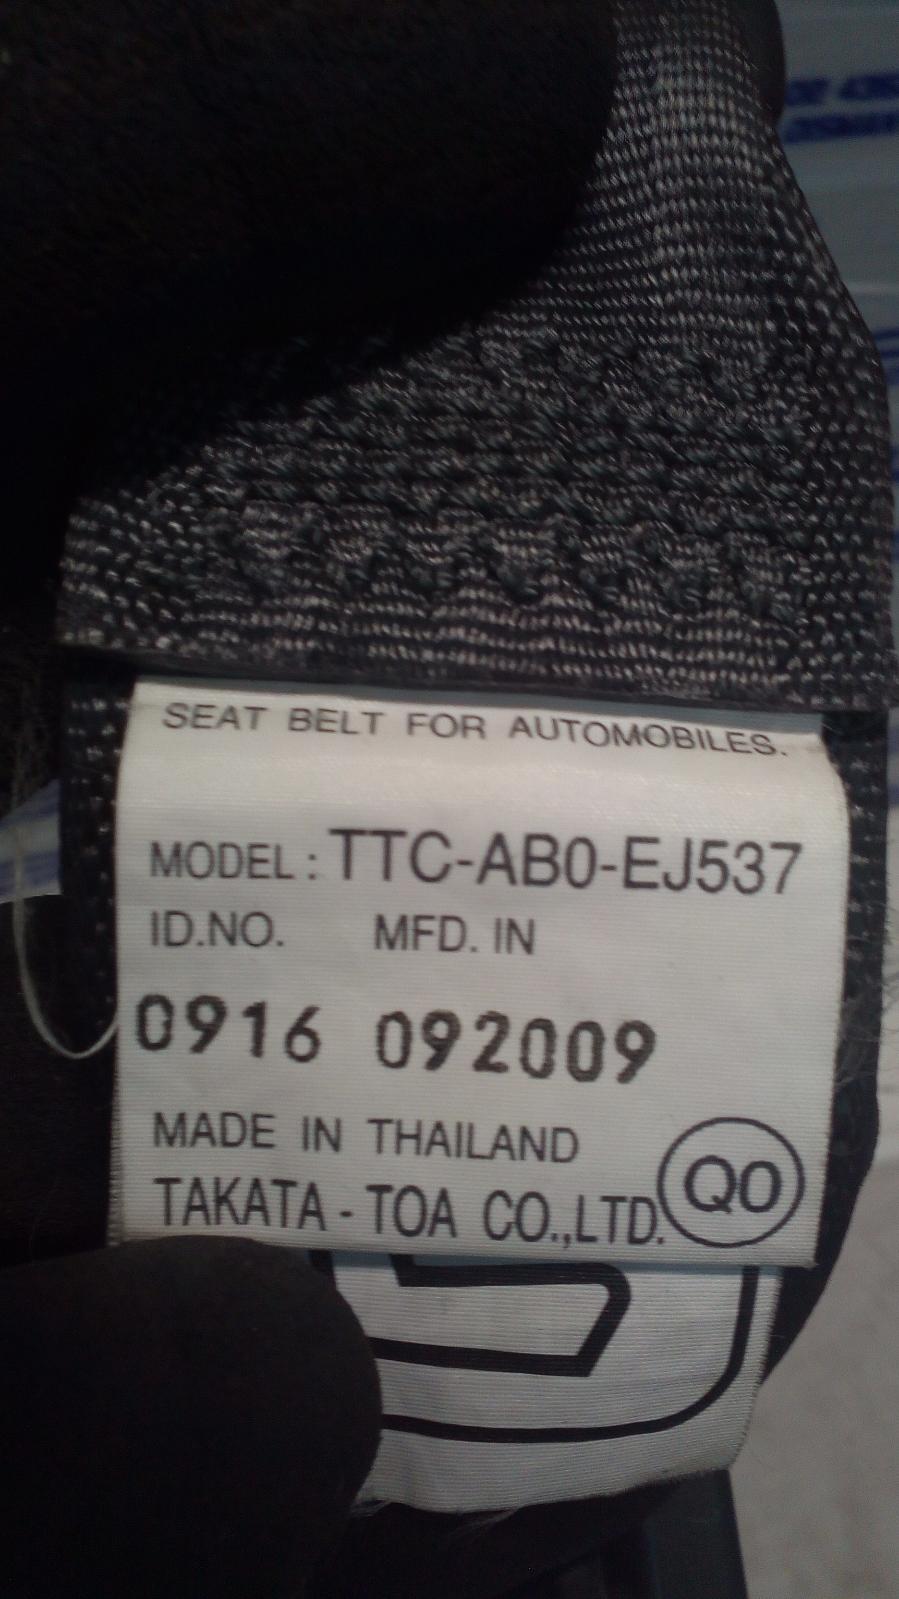 SEAT BELT FOR AUTOMOBILES.
MODEL: TTC-AB0-EJ537
ID.NO. MFD. IN
0916 092009
MADE IN THAILAND
TAKATA-TOA CO.,LTD.
QO